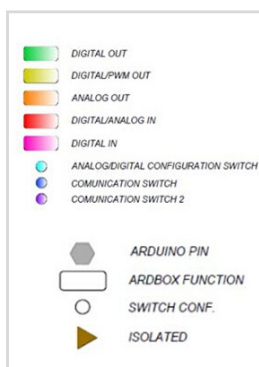 DIGITAL OUT
DIGITAL/PWM OUT
ANALOG OUT
DIGITAL/ANALOG IN
DIGITAL IN
ANALOG/DIGITAL CONFIGURATION SWITCH
COMUNICATION SWITCH
COMUNICATION SWITCH 2
ARDUINO PIN
ARDBOX FUNCTION
SWITCH CONF.
ISOLATED